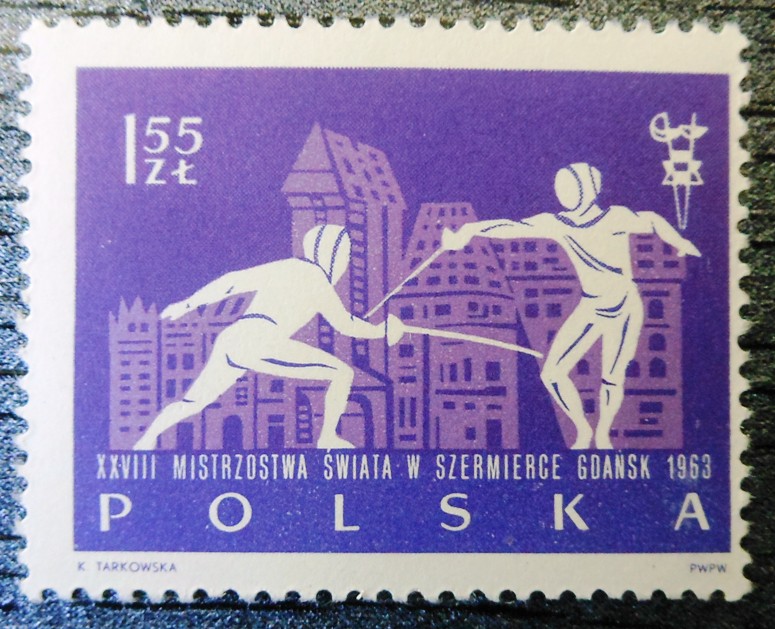 1 55
ZŁ
XXVIII MISTRZOSTWA ŚWIATA W SZERMIERCE GDAŃSK 1963
POLSKA
K. TARKOWSKA PWPW